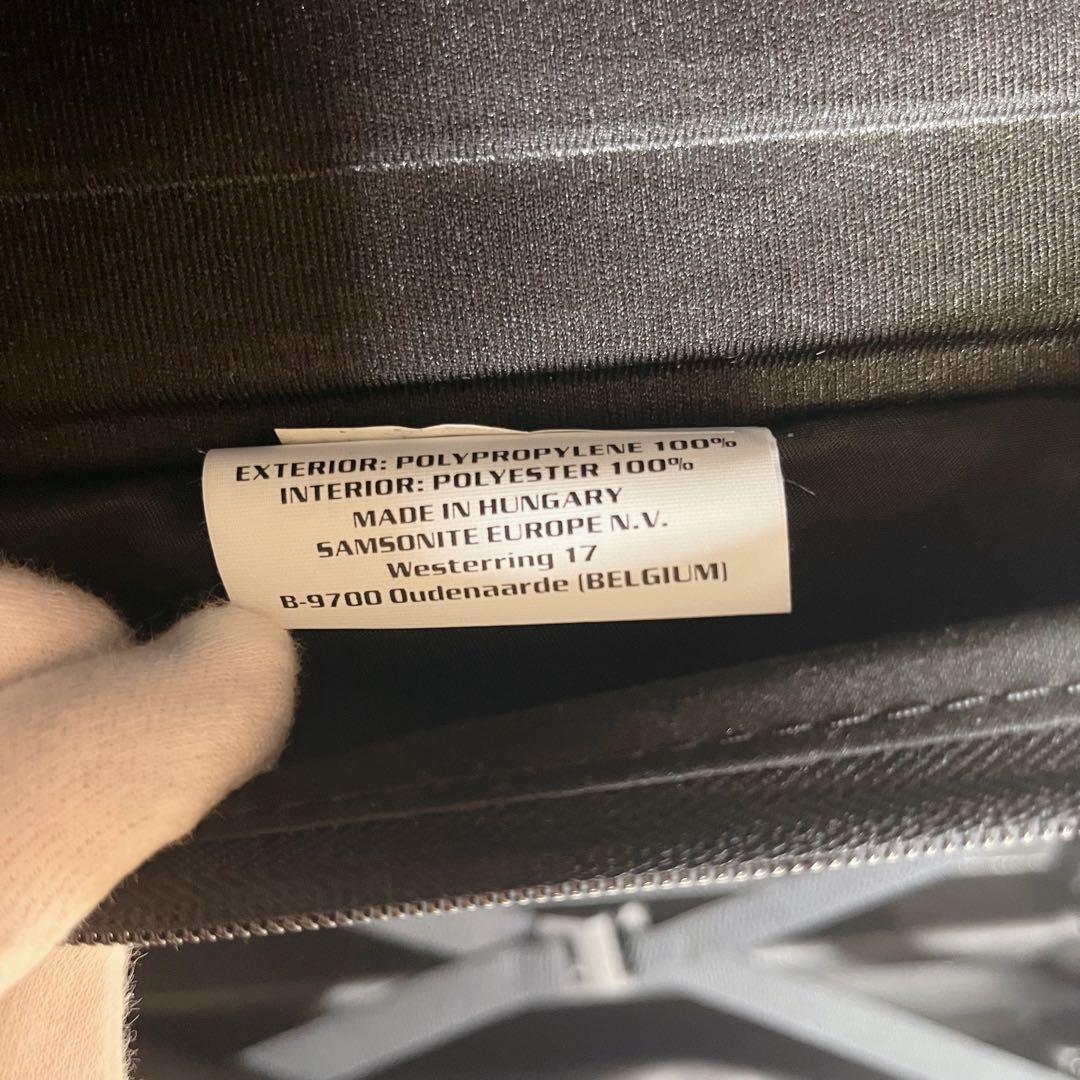 EXTERIOR: POLYPROPYLENE 100%
INTERIOR: POLYESTER 100%
MADE IN HUNGARY
SAMSONITE EUROPE N.V.
Westerring 17
B-9700 Oudenaarde (BELGIUM)